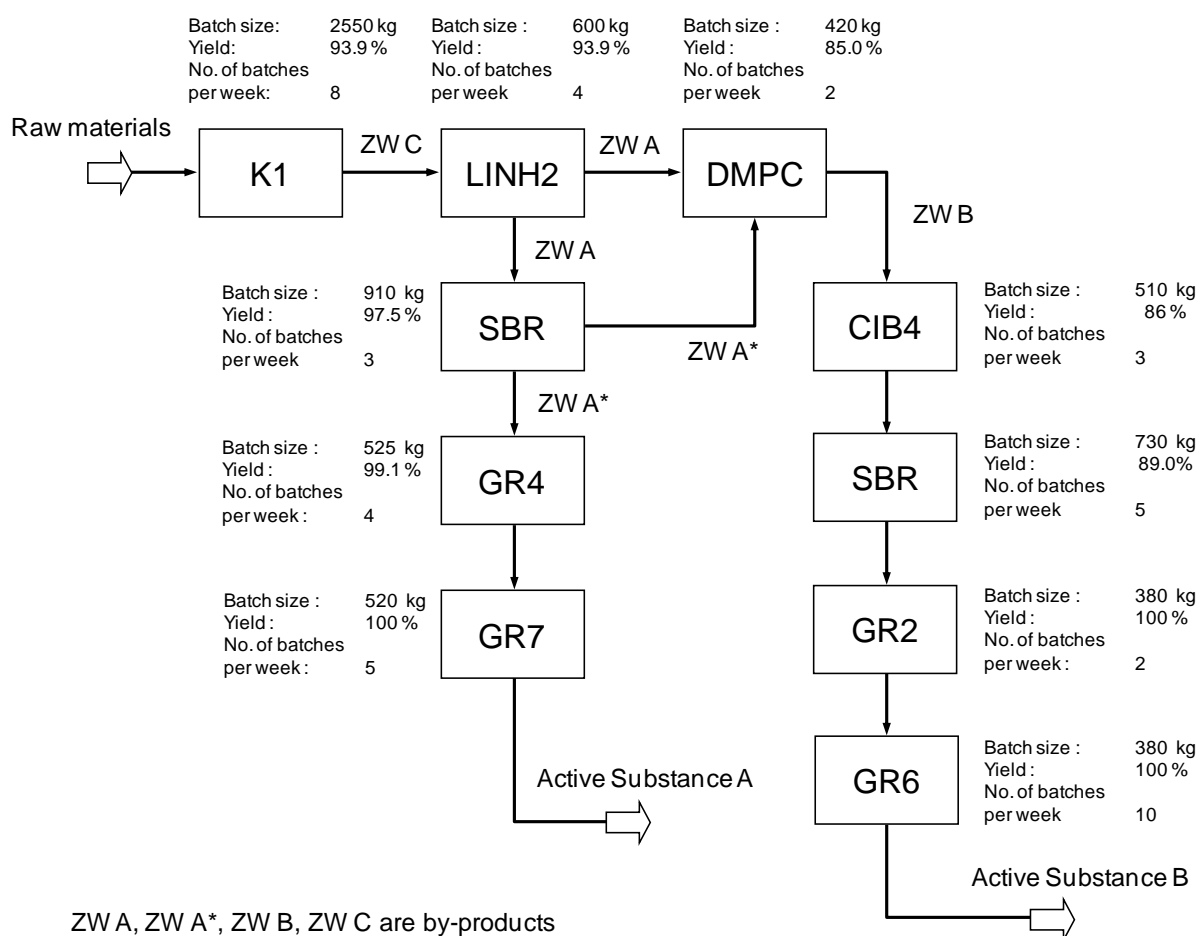 Batch size: 2550 kg
Yield: 93.9 %
No. of batches
per week: 8
Batch size : 600 kg
Yield: 93.9 %
No. of batches
per week 4
Batch size : 420 kg
Yield: 85.0 %
No. of batches
per week 2
Raw materials
K1
ZW C
LINH2
ZW A
DMPC
ZW B
ZW A
Batch size : 910 kg
Yield : 97.5 %
No. of batches
per week 3
SBR
ZW A*
Batch size : 510 kg
Yield : 86 %
No. of batches
per week 3
CIB4
ZW A*
Batch size : 525 kg
Yield : 99.1 %
No. of batches
per week : 4
GR4
Batch size : 730 kg
Yield : 89.0%
No. of batches
per week 5
SBR
Batch size : 520 kg
Yield : 100 %
No. of batches
per week : 5
GR7
Batch size : 380 kg
Yield : 100 %
No. of batches
per week : 2
GR2
Batch size : 380 kg
Yield : 100 %
No. of batches
per week 10
GR6
Active Substance A
Active Substance B
ZW A, ZW A*, ZW B, ZW C are by-products